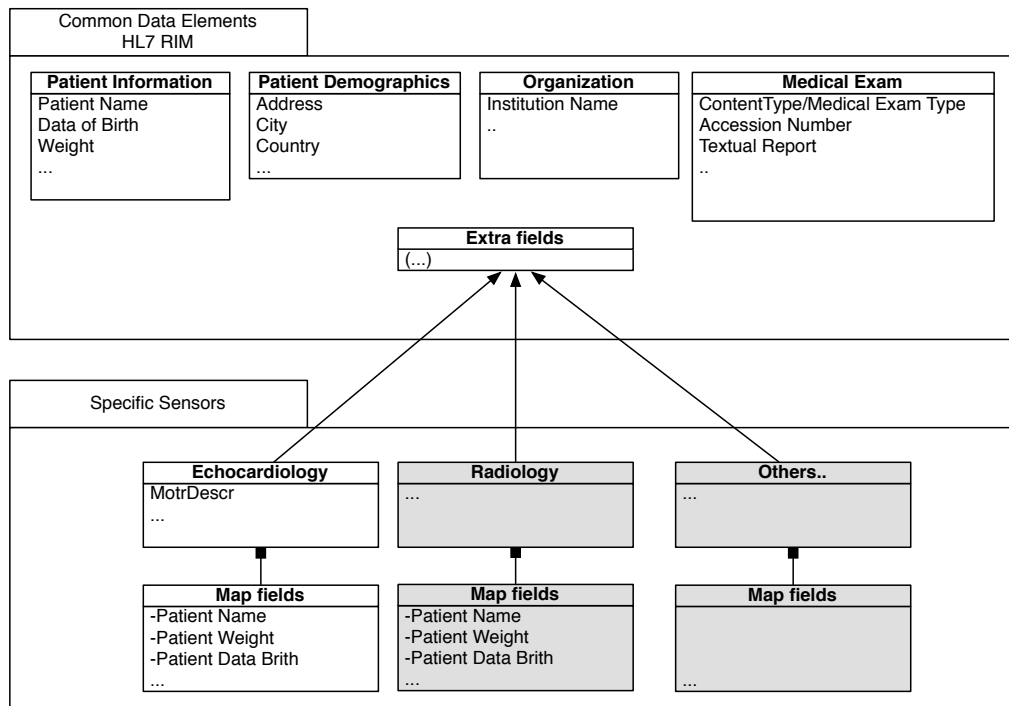 Common Data Elements
HL7 RIM
Patient Information
Patient Name
Data of Birth
Weight
...
Patient Demographics
Address
City
Country
...
Organization
Institution Name
..
Medical Exam
ContentType/Medical Exam Type
Accession Number
Textual Report
..
Extra fields
(...)
Specific Sensors
Echocardiology
MotrDescr
...
Radiology
...
Others..
...
Map fields
-Patient Name
-Patient Weight
-Patient Data Brith
...
Map fields
-Patient Name
-Patient Weight
-Patient Data Brith
...
Map fields
...